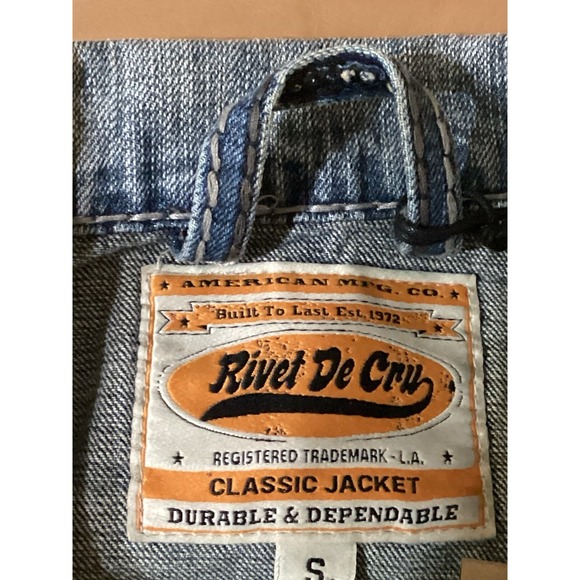 ★ AMERICAN MFG. CO. ★
Built To Last Est. 1972
Rivet De Cru
★ REGISTERED TRADEMARK - L.A. ★
CLASSIC JACKET
DURABLE & DEPENDABLE
S